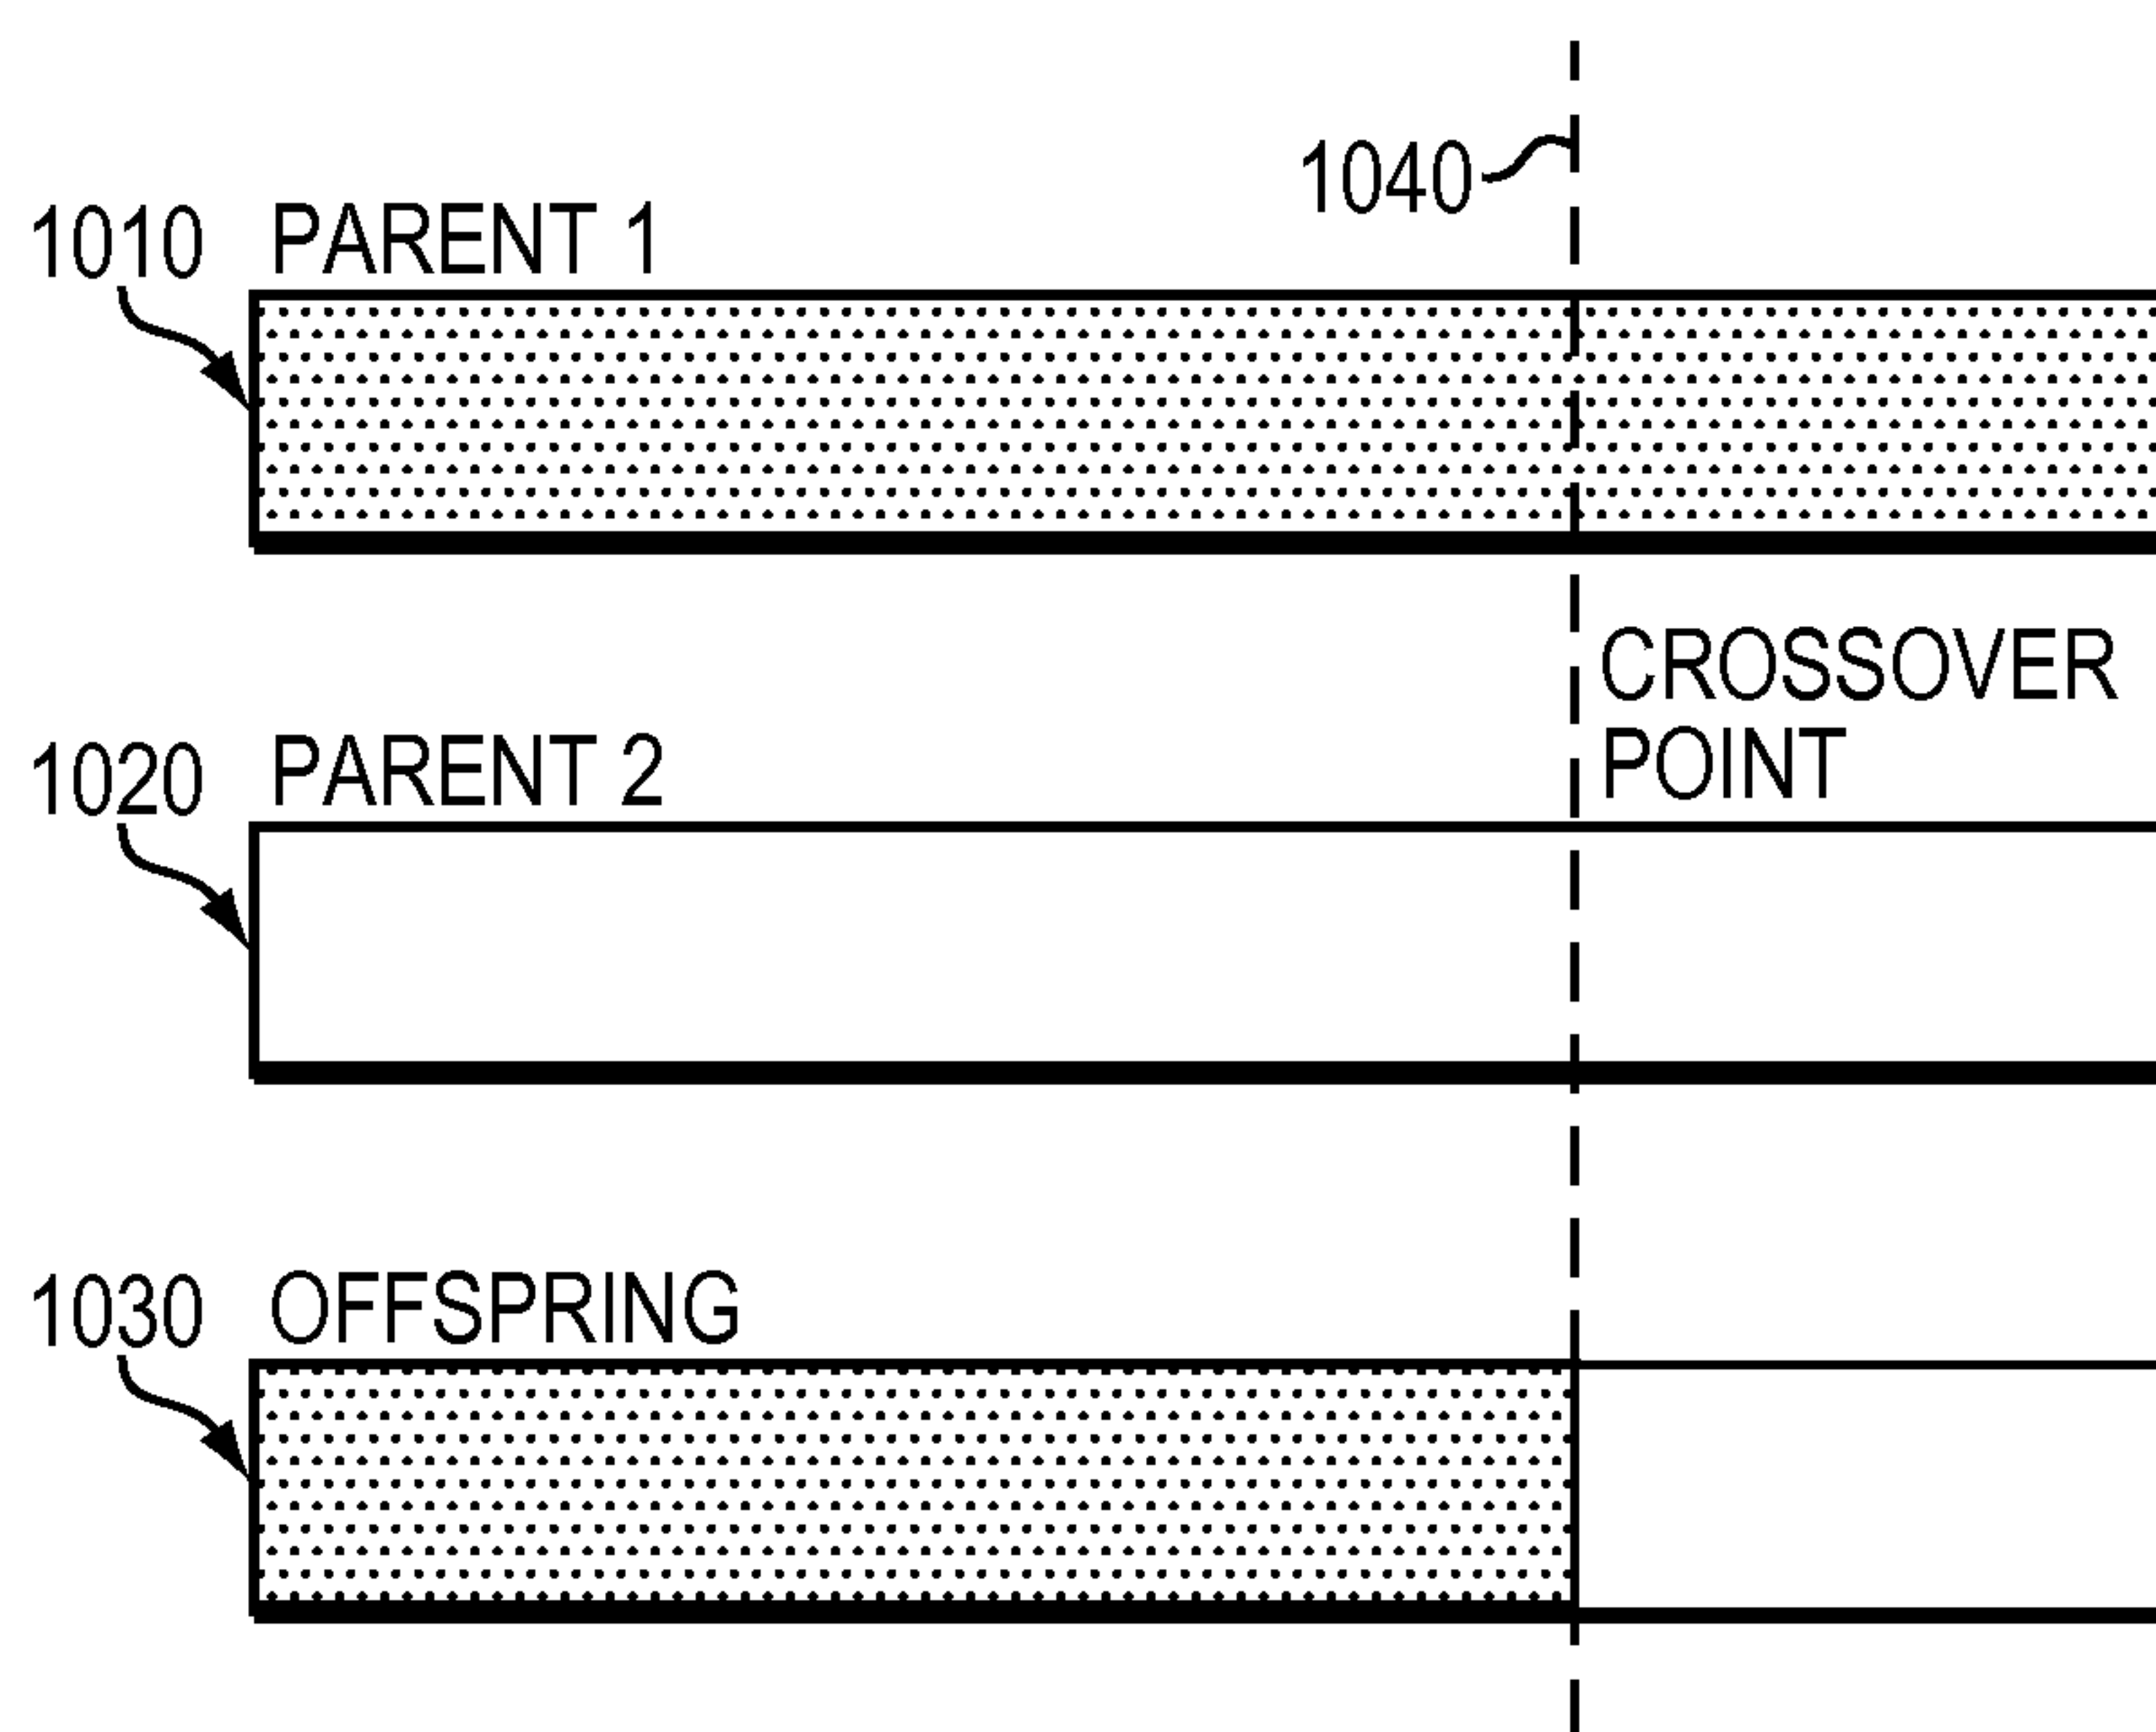 1040
1010 PARENT 1
CROSSOVER
POINT
1020 PARENT 2
1030 OFFSPRING